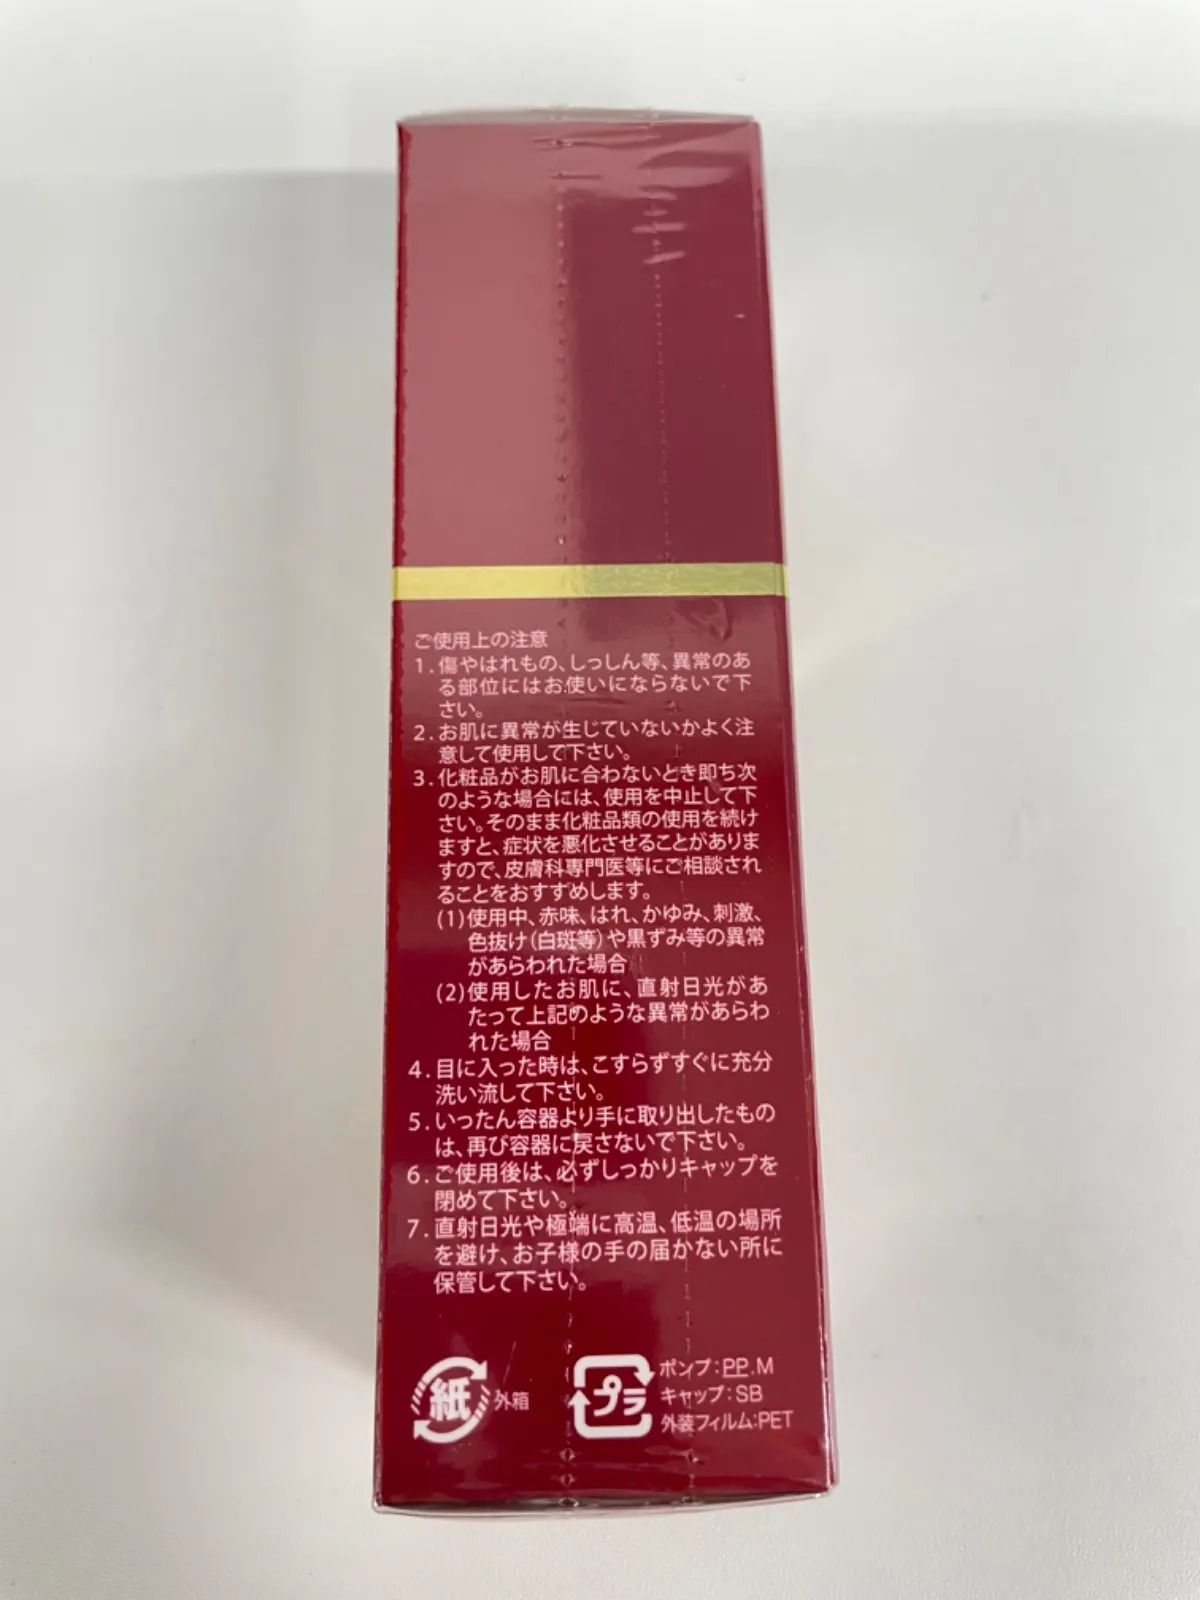 ご使用上の注意
1.傷やはれもの、しっしん等、異常のあ
る部位にはお使いにならないで下
さい。
2.お肌に異常が生じていないかよく注
意して使用して下さい。
3.化粧品がお肌に合わないとき即ち次
のような場合には、使用を中止して下
さい。そのまま化粧品類の使用を続け
ますと、症状を悪化させることがありま
すので、皮膚科専門医等にご相談され
ることをおすすめします。
(1)使用中、赤味、はれ、かゆみ、刺激、
色抜け(白斑等)や黒ずみ等の異常
があらわれた場合
(2)使用したお肌に、直射日光があ
たって上記のような異常があらわ
れた場合
4.目に入った時は、こすらずすぐに充分
洗い流して下さい。
5.いったん容器より手に取り出したもの
は、再び容器に戻さないで下さい。
6.ご使用後は、必ずしっかりキャップを
閉めて下さい。
7.直射日光や極端に高温、低温の場所
を避け、お子様の手の届かない所に
保管して下さい。
紙 外箱
プラ ポンプ:PP.M
キャップ:SB
外装フィルム:PET